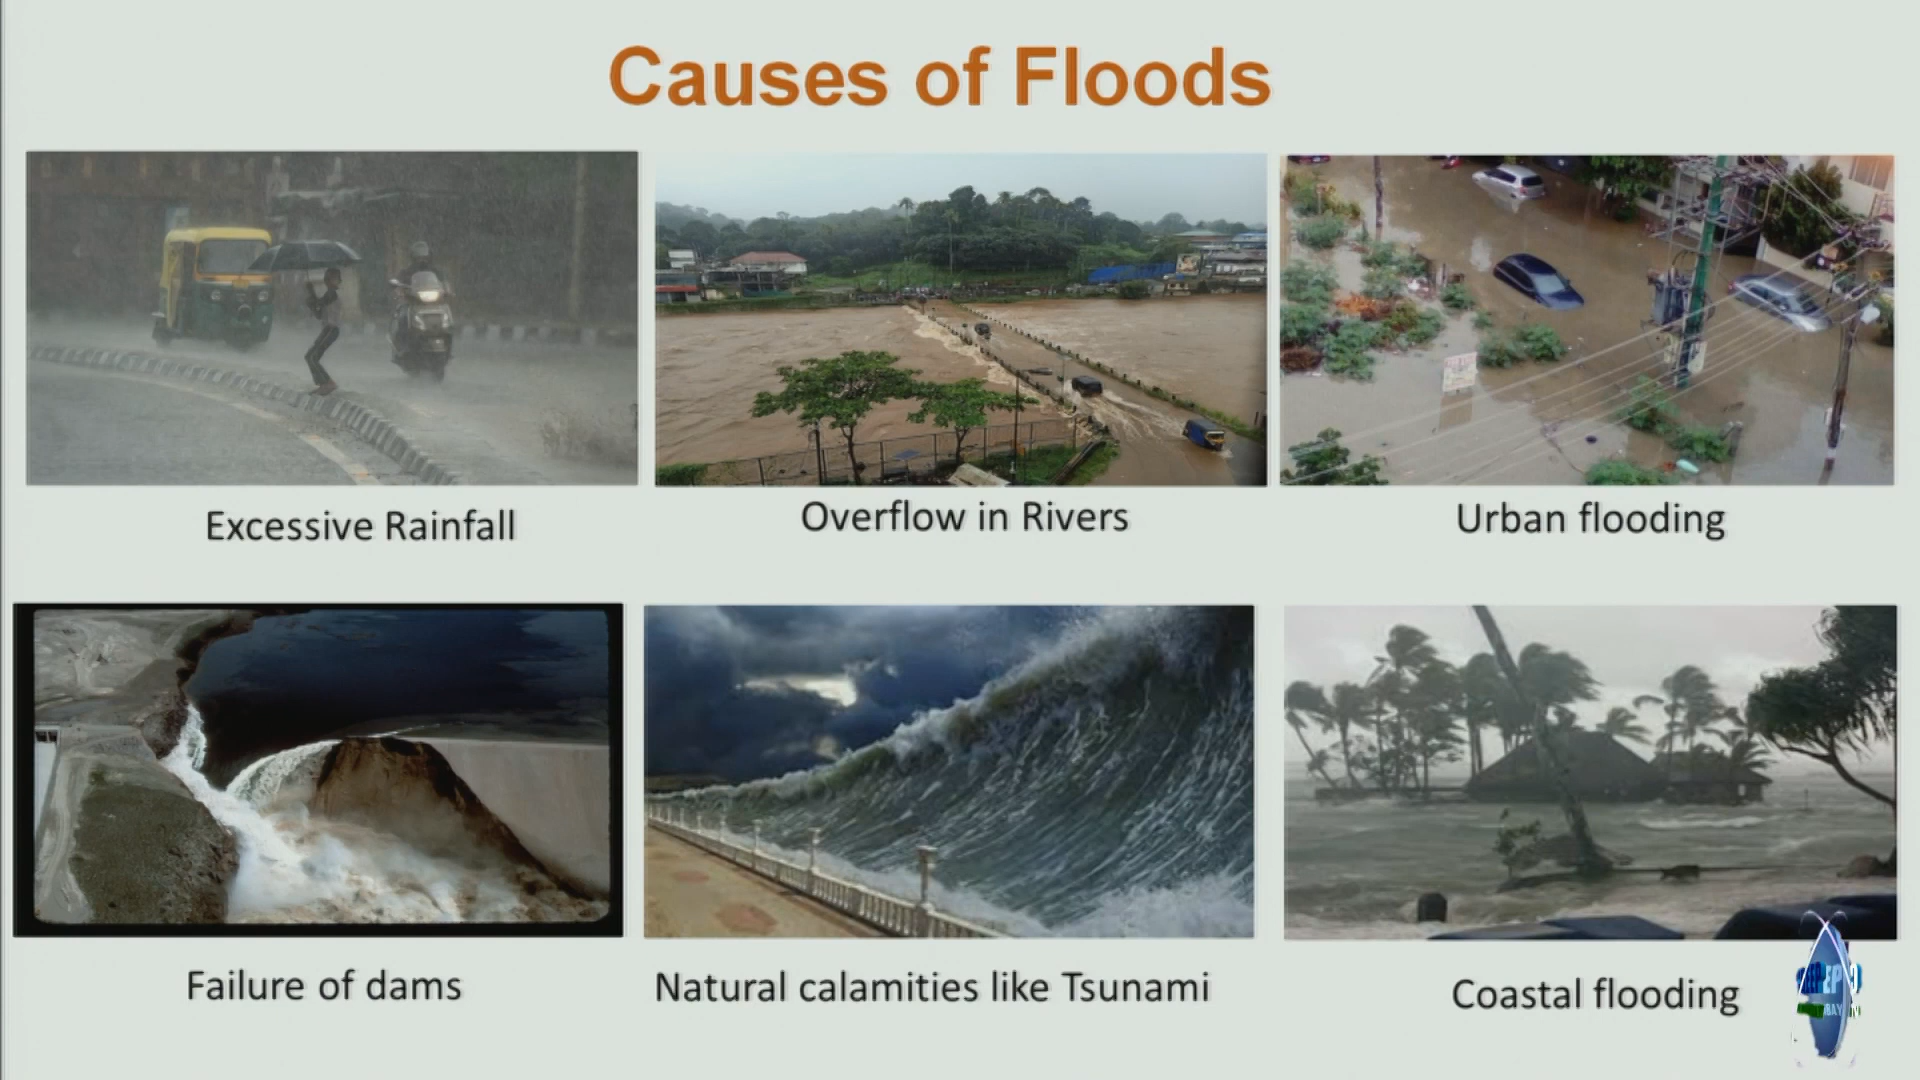 Causes of Floods
Excessive Rainfall
Overflow in Rivers
Urban flooding
Failure of dams
Natural calamities like Tsunami
Coastal flooding